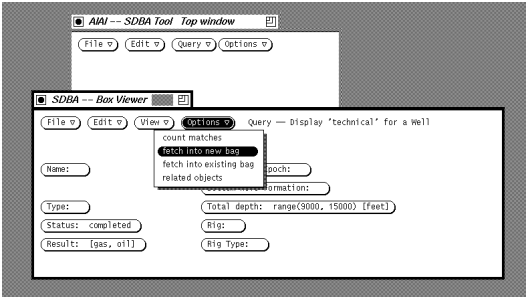 AIAI -- SDBA Tool Top window
File Edit Query Options
SDBA -- Box Viewer
File Edit View Options Query — Display 'technical' for a Well
count matches
fetch into new bag
fetch into existing bag
related objects
Name: poch:
ormation:
Type: Total depth: range(9000, 15000) [feet]
Status: completed Rig:
Result: [gas, oil] Rig Type: